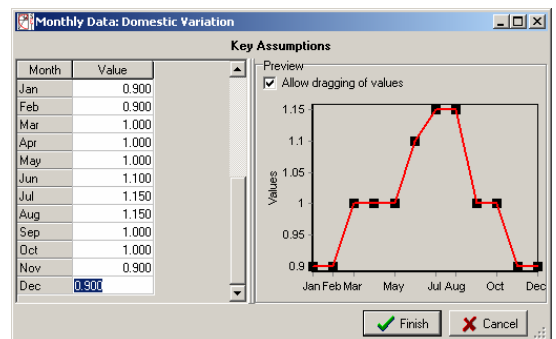 Monthly Data: Domestic Variation
Key Assumptions
Month Value
Jan 0.900
Feb 0.900
Mar 1.000
Apr 1.000
May 1.000
Jun 1.100
Jul 1.150
Aug 1.150
Sep 1.000
Oct 1.000
Nov 0.900
Dec 0.900
Preview
Allow dragging of values
1.15
1.1
1.05
1
0.95
0.9
Values
Jan Feb Mar May Jul Aug Oct Dec
Finish Cancel